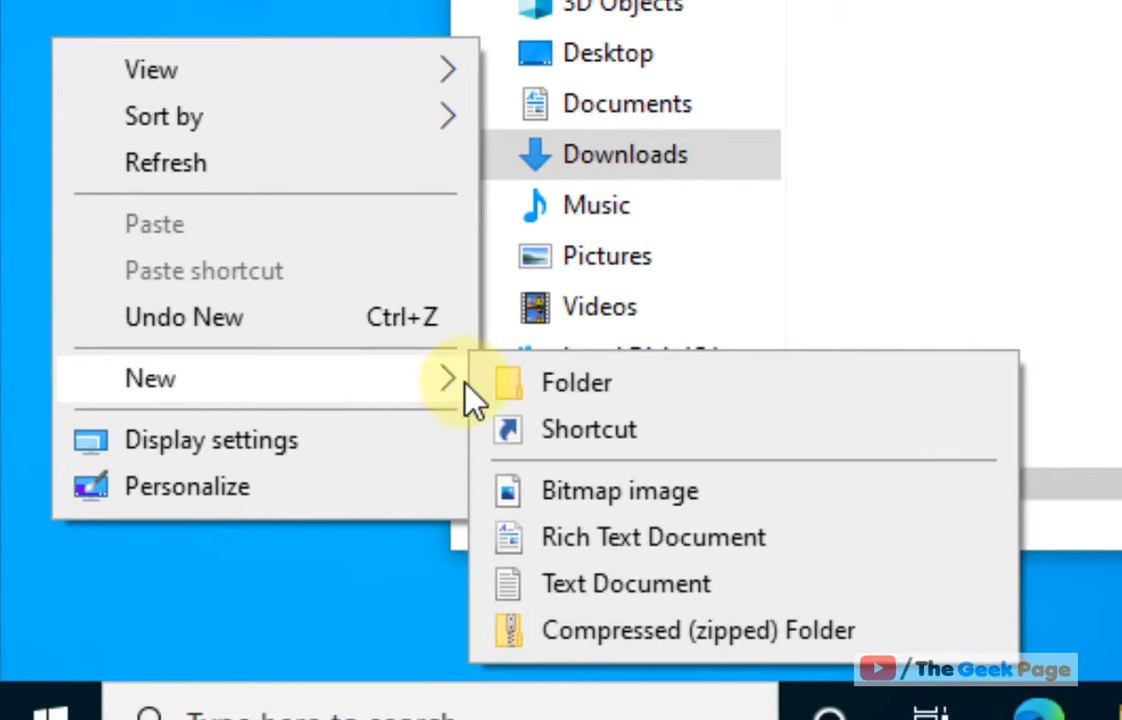 3D Objects
Desktop
Documents
Downloads
Music
Pictures
Videos
View
Sort by
Refresh
Paste
Paste shortcut
Undo New Ctrl+Z
New
Display settings
Personalize
Folder
Shortcut
Bitmap image
Rich Text Document
Text Document
Compressed (zipped) Folder
/ The Geek Page
Type here to search